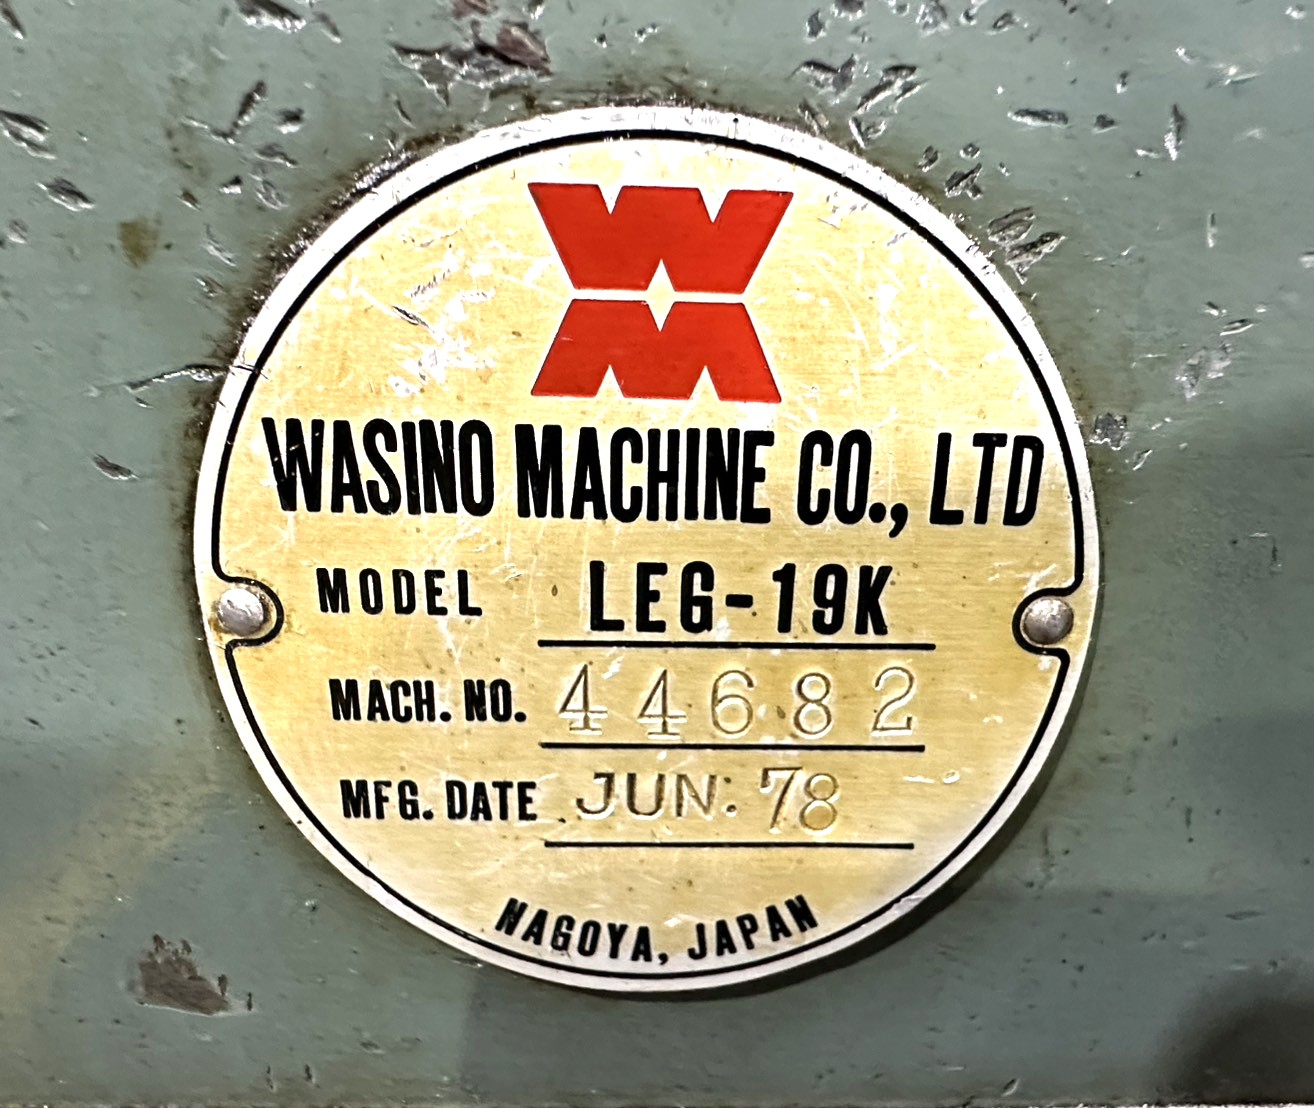 WASINO MACHINE CO., LTD
MODEL LEG-19K
MACH. NO. 44682
MFG. DATE JUN. 78
NAGOYA, JAPAN